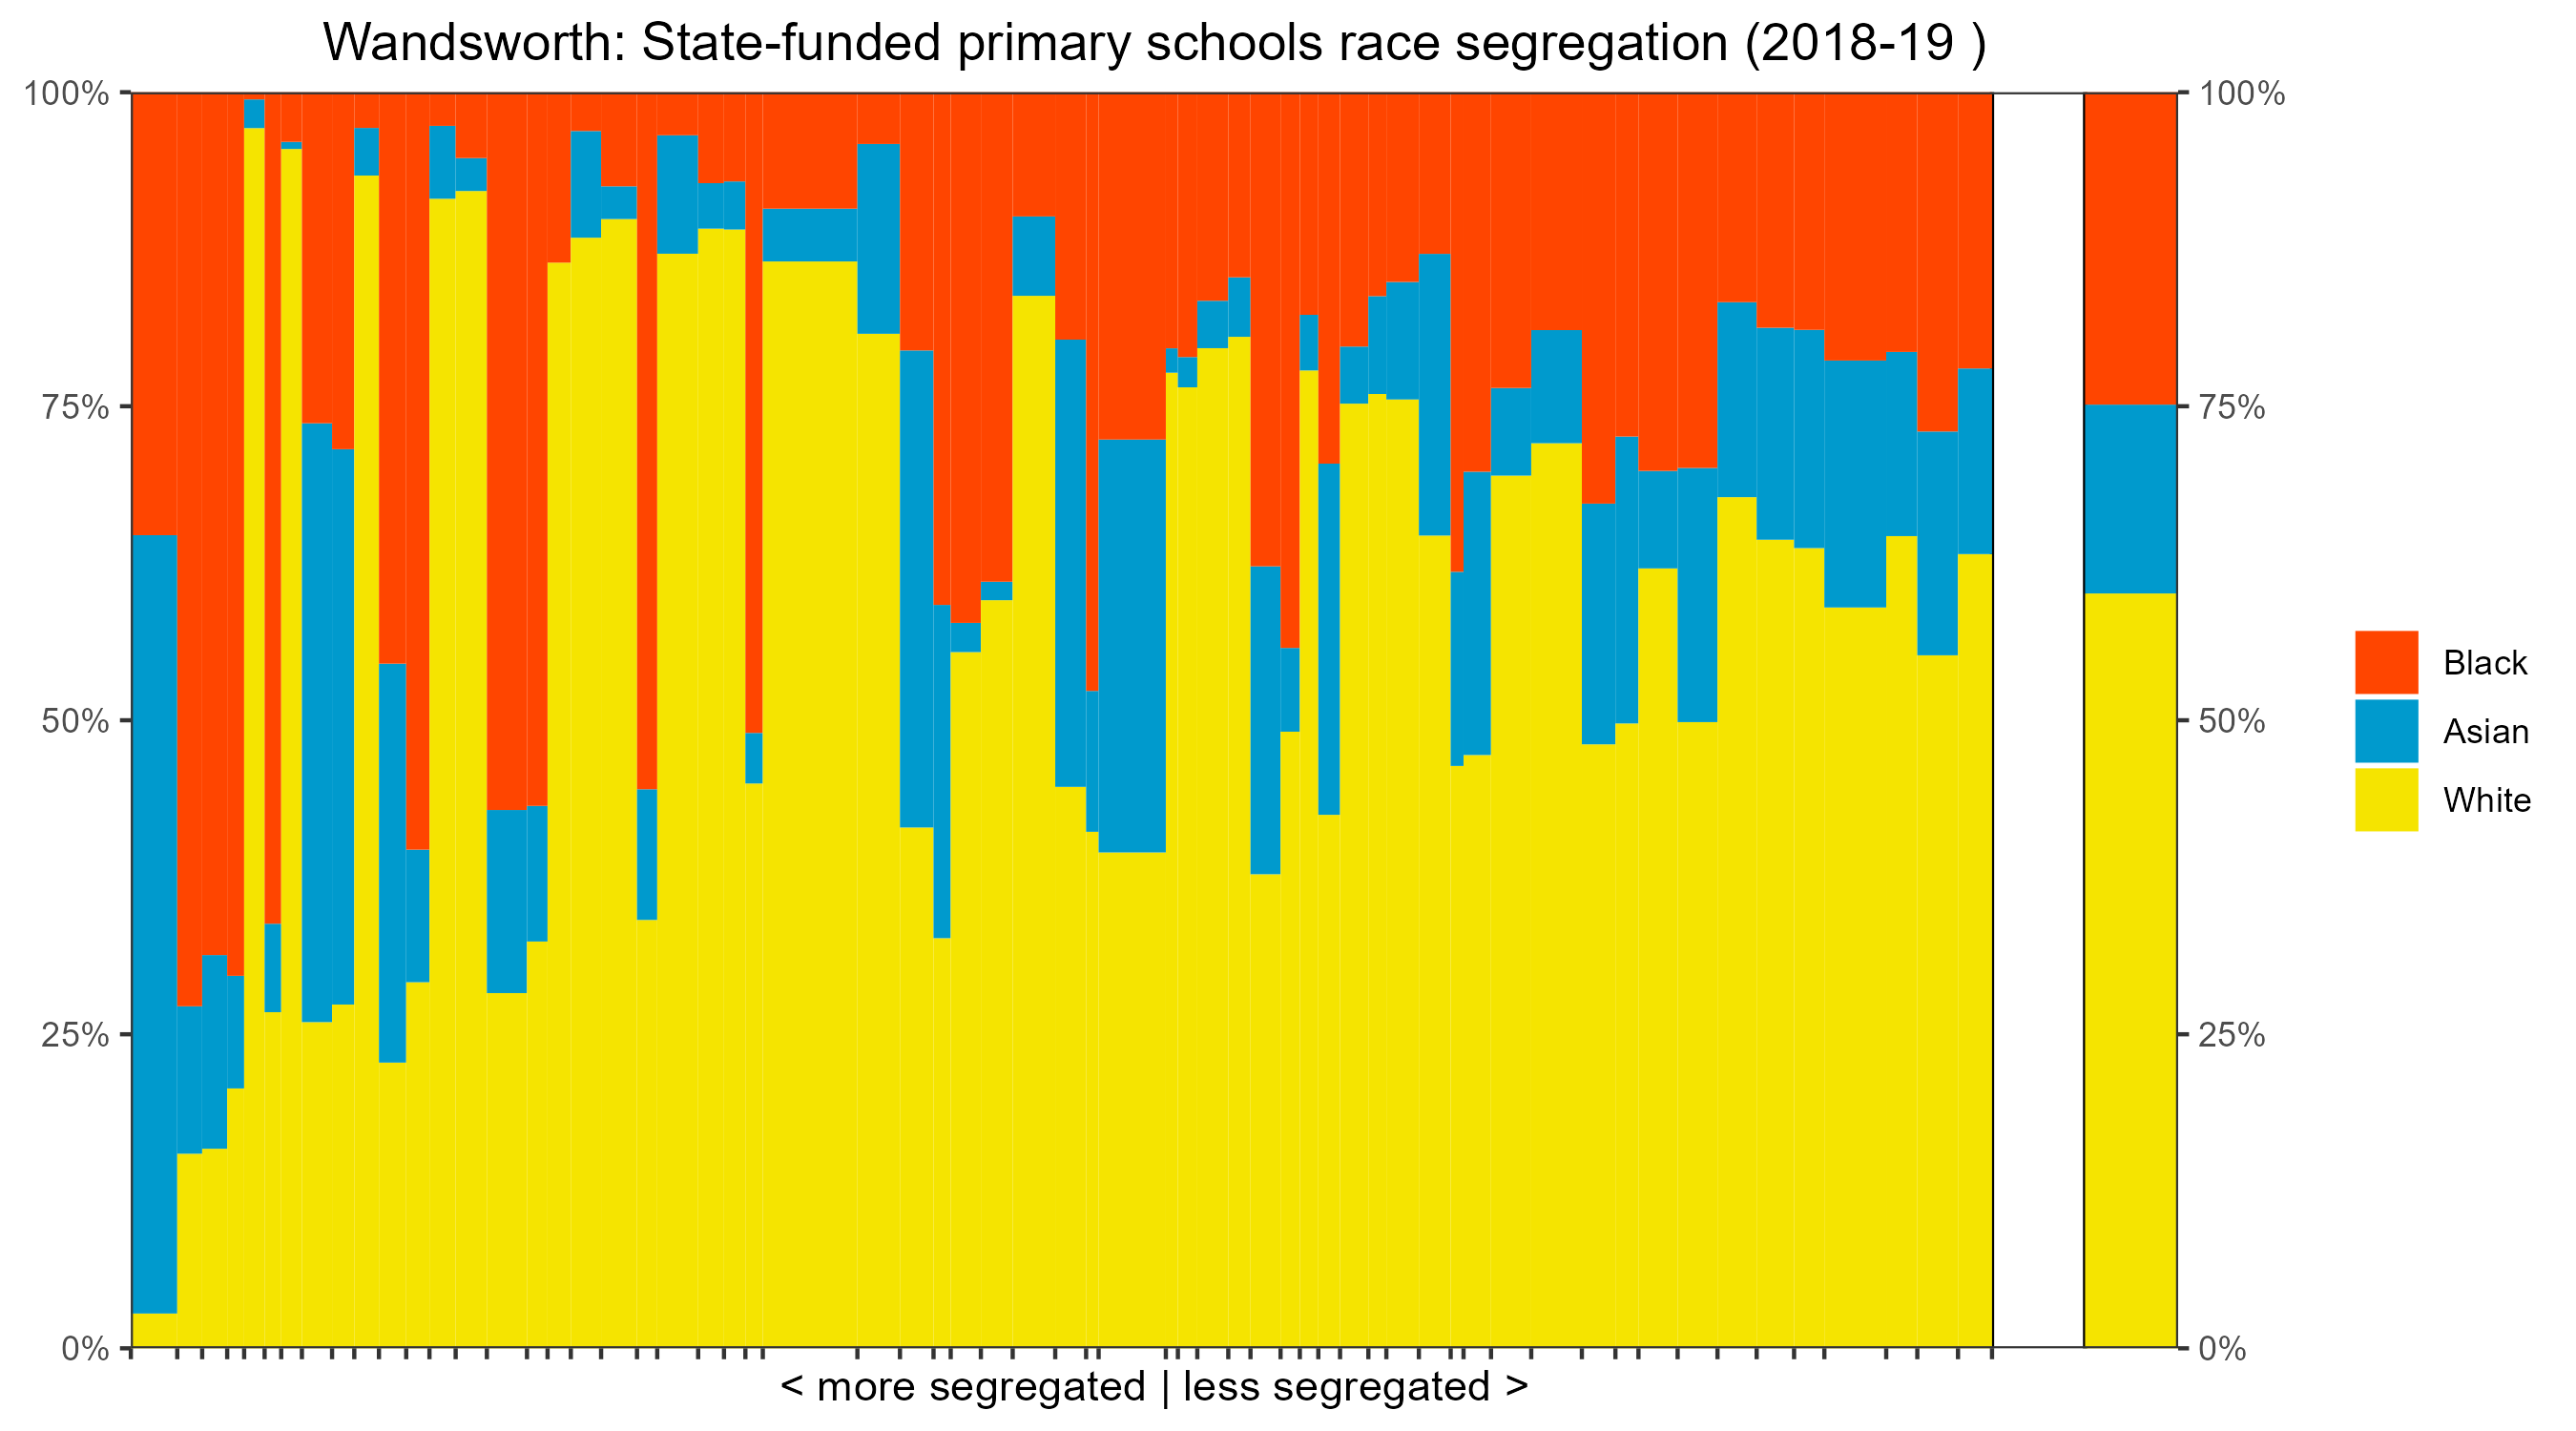 Wandsworth: State-funded primary schools race segregation (2018-19 )
100%
75%
50%
25%
0%
100%
75%
50%
25%
0%
Black
Asian
White
< more segregated | less segregated >